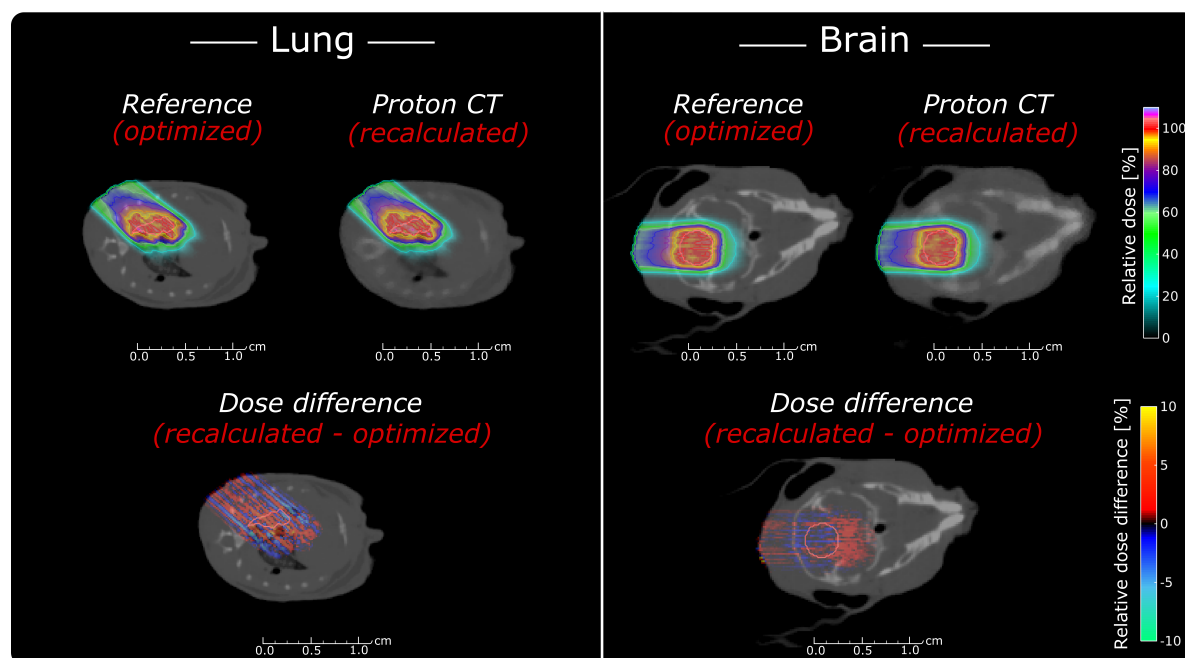 Lung
Brain
Reference
(optimized)
Proton CT
(recalculated)
Reference
(optimized)
Proton CT
(recalculated)
Relative dose [%]
100
80
60
40
20
0
0.0 0.5 1.0 cm
0.0 0.5 1.0 cm
0.0 0.5 1.0 cm
0.0 0.5 1.0 cm
Dose difference
(recalculated - optimized)
Dose difference
(recalculated - optimized)
Relative dose difference [%]
10
5
0
-5
-10
0.0 0.5 1.0 cm
0.0 0.5 1.0 cm